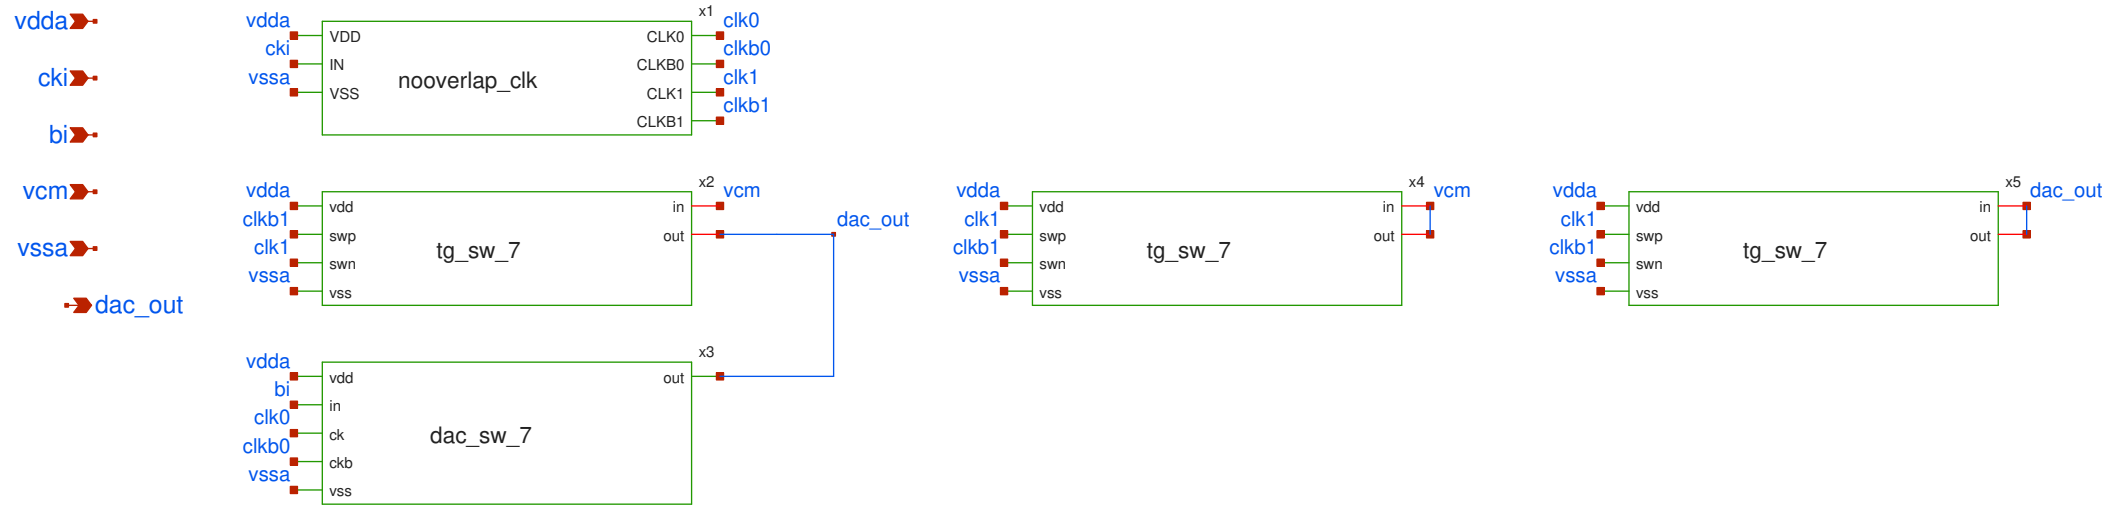 vdda
cki
bi
vcm
vssa
dac_out
x1
vdda
cki
vssa
VDD
IN
VSS
nooverlap_clk
CLK0
CLKB0
CLK1
CLKB1
clk0
clkb0
clk1
clkb1
x2
vdda
clkb1
clk1
vssa
vdd
swp
swn
vss
tg_sw_7
in
out
vcm
dac_out
x4
vdda
clk1
clkb1
vssa
vdd
swp
swn
vss
tg_sw_7
in
out
vcm
x5
vdda
clk1
clkb1
vssa
vdd
swp
swn
vss
tg_sw_7
in
out
dac_out
x3
vdda
bi
clk0
clkb0
vssa
vdd
in
ck
ckb
vss
dac_sw_7
out